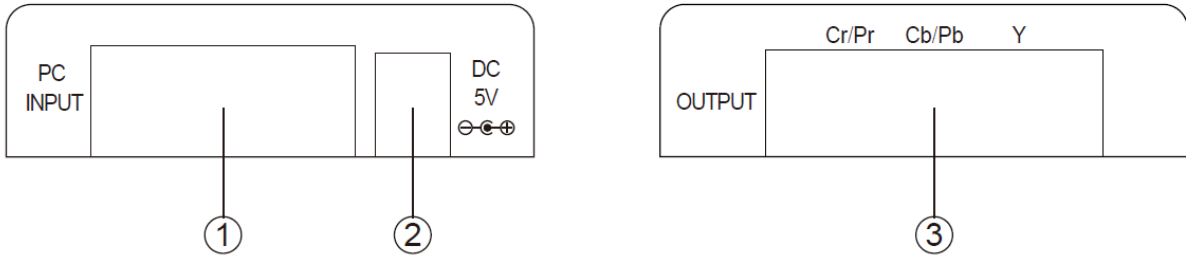 PC
INPUT
DC
5V
1
2
Cr/Pr Cb/Pb Y
OUTPUT
3